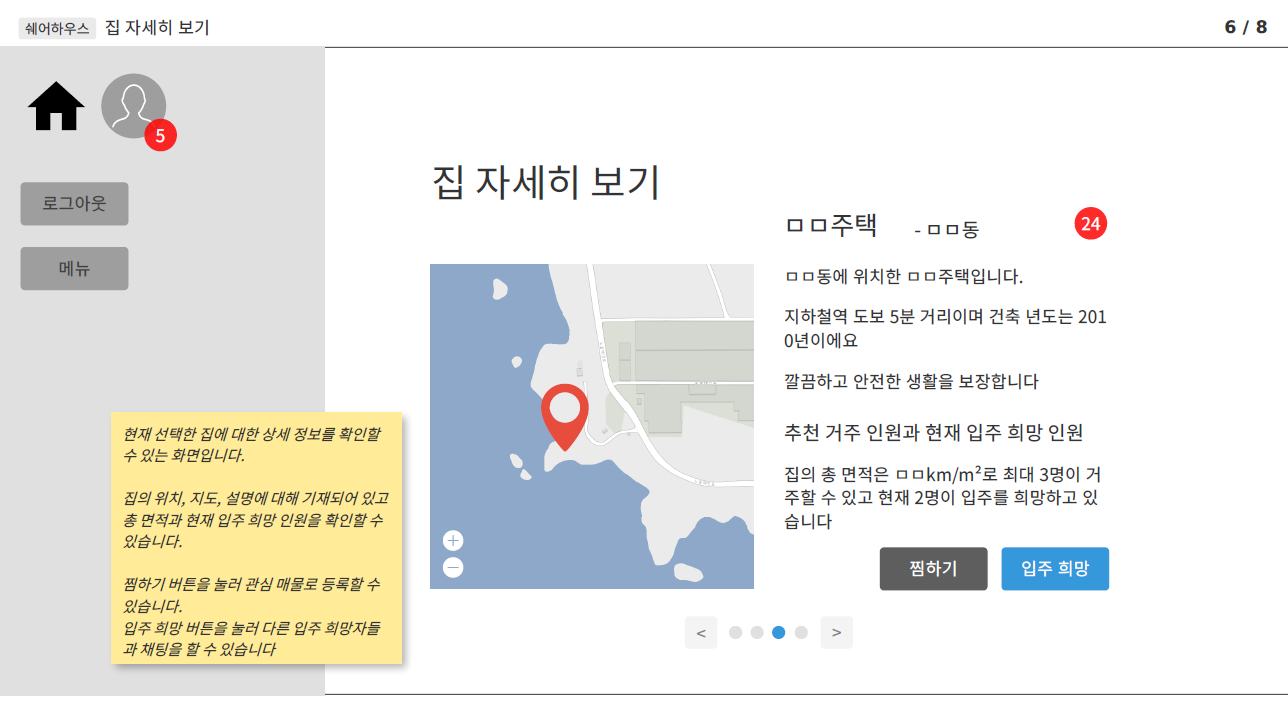 쉐어하우스 집 자세히 보기
6 / 8
5
로그아웃
메뉴
집 자세히 보기
ㅁㅁ주택 - ㅁㅁ동
24
ㅁㅁ동에 위치한 ㅁㅁ주택입니다.
지하철역 도보 5분 거리이며 건축 년도는 201
0년이에요
깔끔하고 안전한 생활을 보장합니다
추천 거주 인원과 현재 입주 희망 인원
집의 총 면적은 ㅁㅁkm/m²로 최대 3명이 거
주할 수 있고 현재 2명이 입주를 희망하고 있
습니다
찜하기
입주 희망
<
>
현재 선택한 집에 대한 상세 정보를 확인할
수 있는 화면입니다.
집의 위치, 지도, 설명에 대해 기재되어 있고
총 면적과 현재 입주 희망 인원을 확인할 수
있습니다.
찜하기 버튼을 눌러 관심 매물로 등록할 수
있습니다.
입주 희망 버튼을 눌러 다른 입주 희망자들
과 채팅을 할 수 있습니다